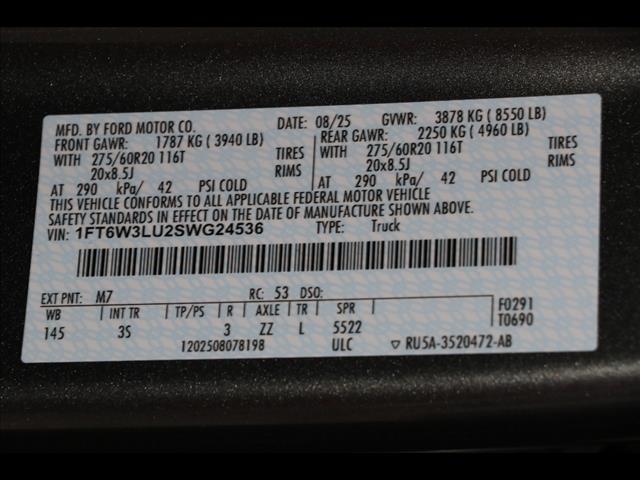 MFD. BY FORD MOTOR CO. DATE: 08/25 GVWR: 3878 KG (8550 LB)
FRONT GAWR: 1787 KG (3940 LB) REAR GAWR: 2250 KG (4960 LB)
WITH 275/60R20 116T TIRES WITH 275/60R20 116T TIRES
20x8.5J RIMS 20x8.5J RIMS
AT 290 kPa/ 42 PSI COLD AT 290 kPa/ 42 PSI COLD
THIS VEHICLE CONFORMS TO ALL APPLICABLE FEDERAL MOTOR VEHICLE
SAFETY STANDARDS IN EFFECT ON THE DATE OF MANUFACTURE SHOWN ABOVE.
VIN: 1FT6W3LU2SWG24536 TYPE: Truck
EXT PNT: M7 RC: 53 DSO:
WB INT TR TP/PS R AXLE TR SPR F0291
145 3S 3 ZZ L 5522 T0690
1202508078198 ULC ▽ RU5A-3520472-AB